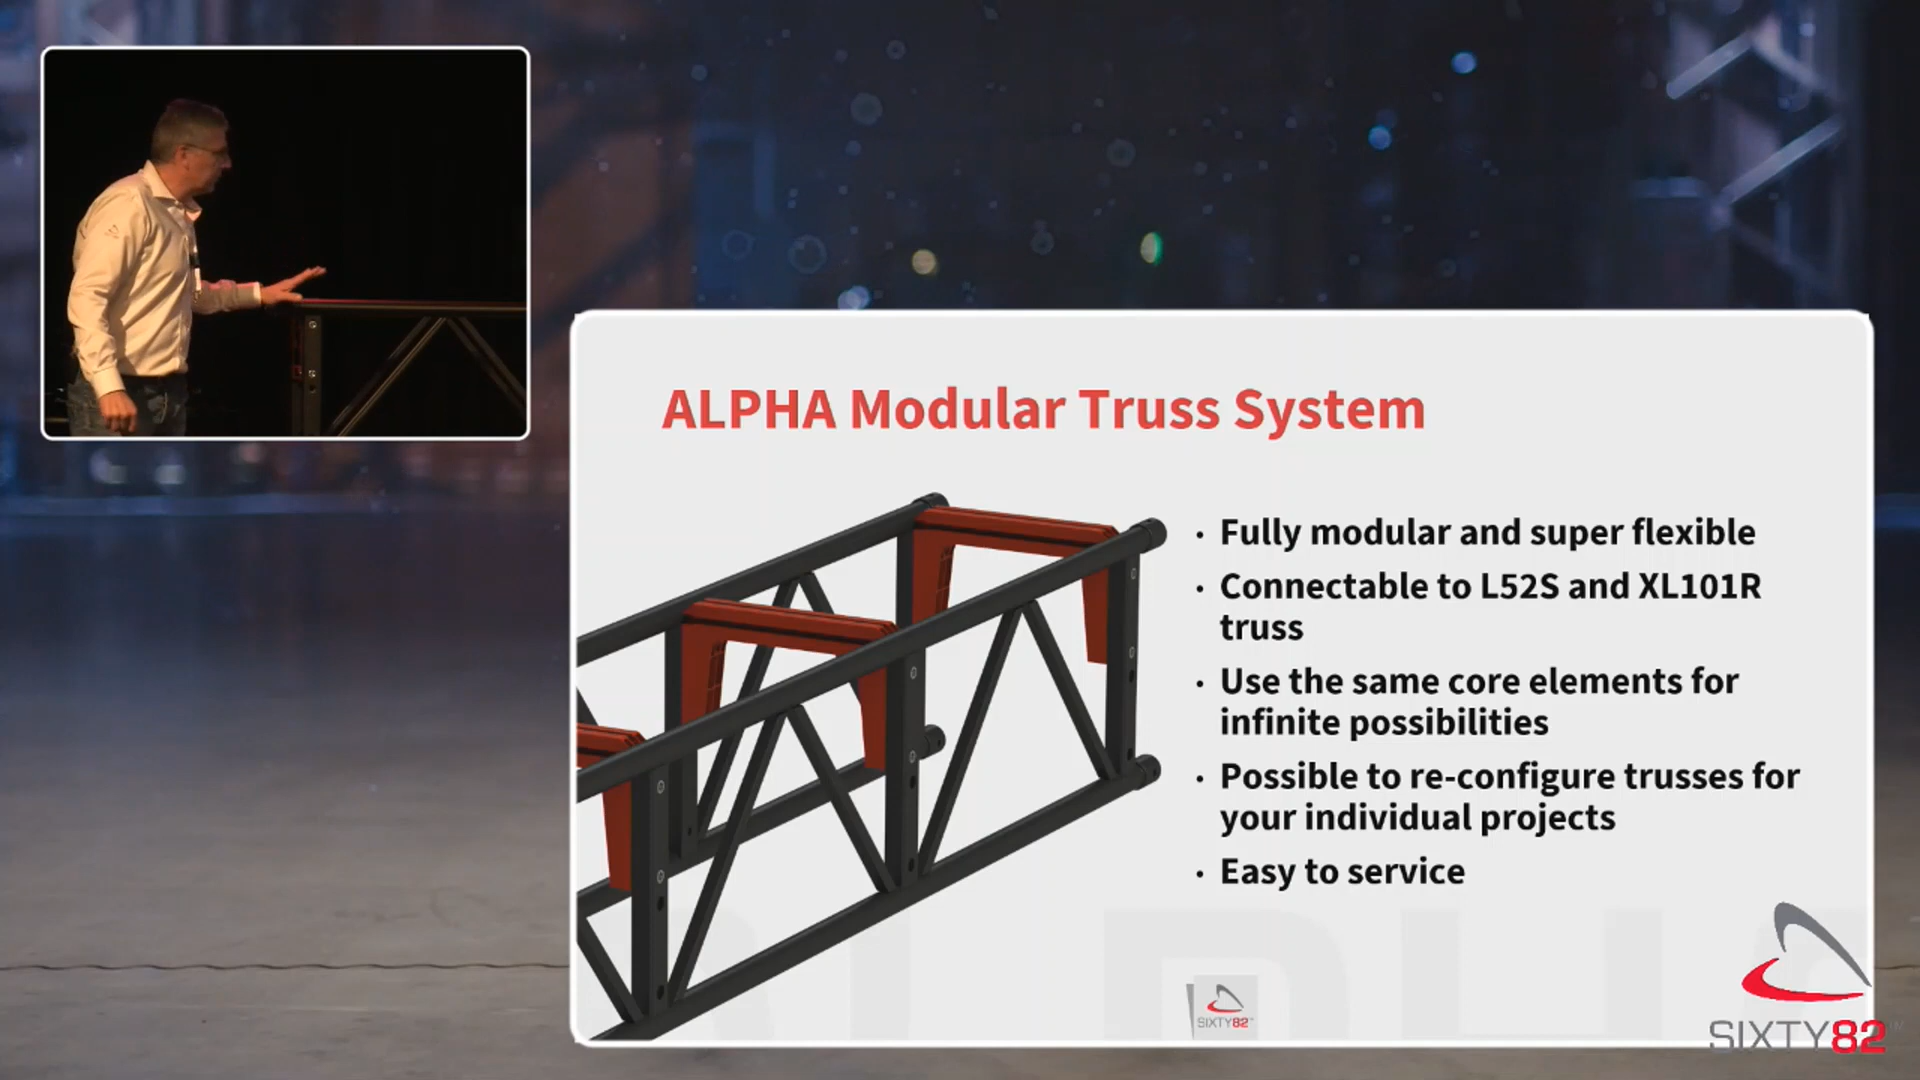 ALPHA Modular Truss System
· Fully modular and super flexible
· Connectable to L52S and XL101R
truss
· Use the same core elements for
infinite possibilities
· Possible to re-configure trusses for
your individual projects
· Easy to service
SIXTY82™
SIXTY82